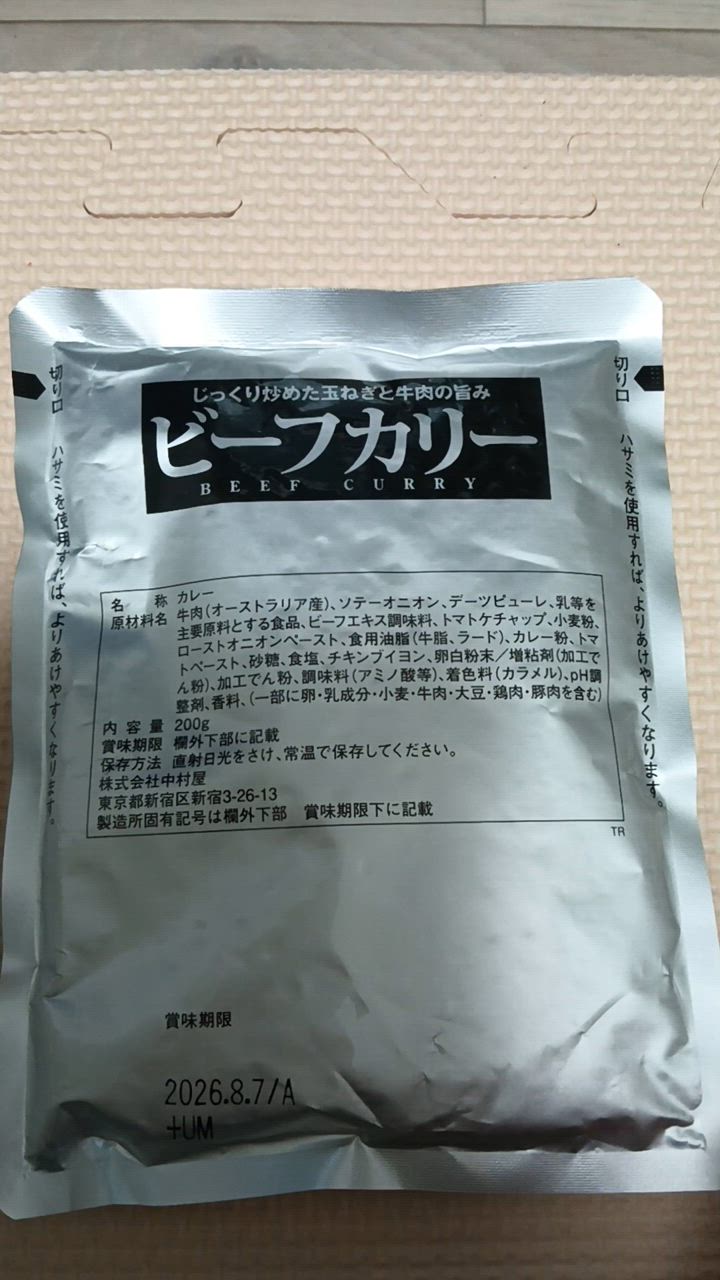 切り口
ハサミを使用すれば、よりあけやすくなります。
じっくり炒めた玉ねぎと牛肉の旨み
ビーフカリー
BEEF CURRY
名称 カレー
原材料名 牛肉(オーストラリア産)、ソテーオニオン、デーツピューレ、乳等を
主要原料とする食品、ビーフエキス調味料、トマトケチャップ、小麦粉、
ローストオニオンペースト、食用油脂(牛脂、ラード)、カレー粉、トマ
トペースト、砂糖、食塩、チキンブイヨン、卵白粉末/増粘剤(加工で
ん粉)、加工でん粉、調味料(アミノ酸等)、着色料(カラメル)、pH調
整剤、香料、(一部に卵・乳成分・小麦・牛肉・大豆・鶏肉・豚肉を含む)
内容量 200g
賞味期限 欄外下部に記載
保存方法 直射日光をさけ、常温で保存してください。
株式会社中村屋
東京都新宿区新宿3-26-13
製造所固有記号は欄外下部 賞味期限下に記載
TR
切り口
ハサミを使用すれば、よりあけやすくなります。
賞味期限
2026.8.7/A
+UM